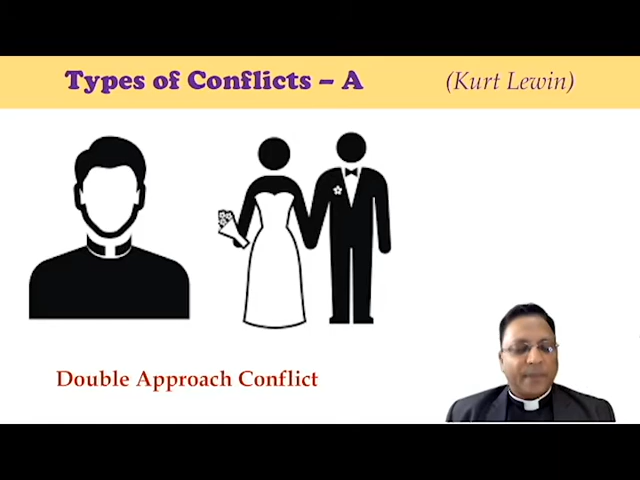 Types of Conflicts – A (Kurt Lewin)
Double Approach Conflict